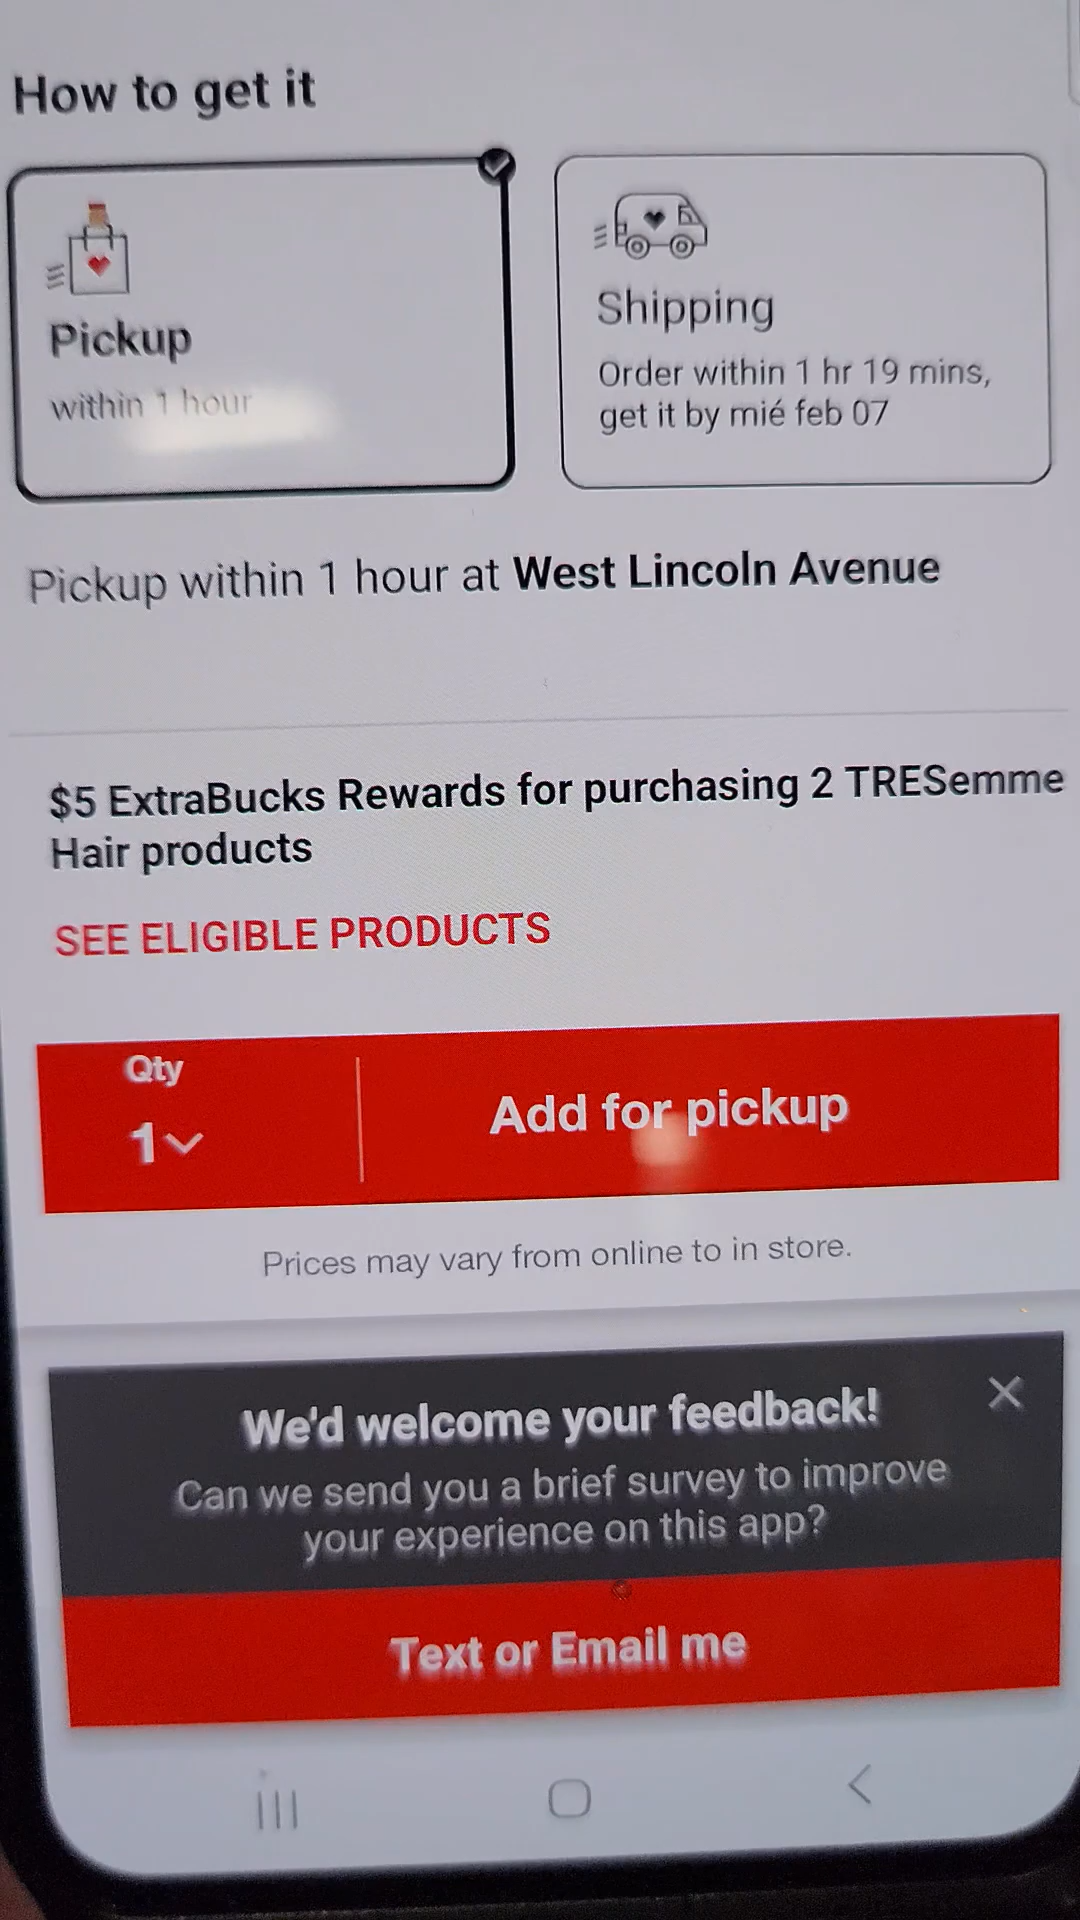 How to get it
Pickup
within 1 hour
Shipping
Order within 1 hr 19 mins,
get it by mié feb 07
Pickup within 1 hour at West Lincoln Avenue
$5 ExtraBucks Rewards for purchasing 2 TRESemme
Hair products
SEE ELIGIBLE PRODUCTS
Qty
1
Add for pickup
Prices may vary from online to in store.
We'd welcome your feedback!
Can we send you a brief survey to improve
your experience on this app?
Text or Email me